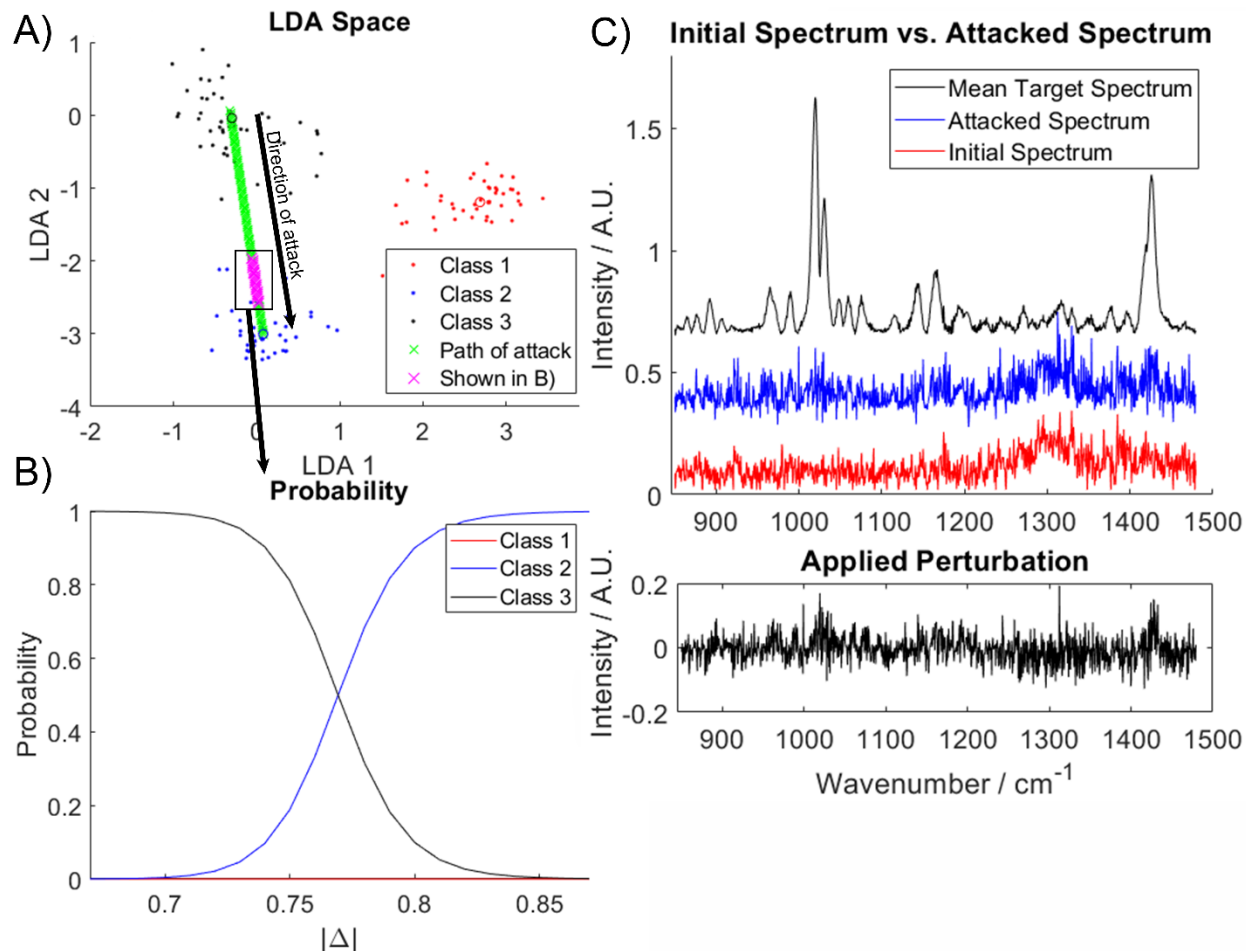 A)
LDA Space
1
0
-1
-2
-3
-4
LDA 2
-2
-1
0
1
2
3
LDA 1
Direction of attack
Class 1
Class 2
Class 3
Path of attack
Shown in B)
B)
Probability
1
0.8
0.6
0.4
0.2
0
Probability
0.7
0.75
0.8
0.85
|Δ|
Class 1
Class 2
Class 3
C)
Initial Spectrum vs. Attacked Spectrum
Mean Target Spectrum
Attacked Spectrum
Initial Spectrum
1.5
1
0.5
0
Intensity / A.U.
900
1000
1100
1200
1300
1400
1500
Applied Perturbation
0.2
0
-0.2
Intensity / A.U.
900
1000
1100
1200
1300
1400
1500
Wavenumber / cm⁻¹